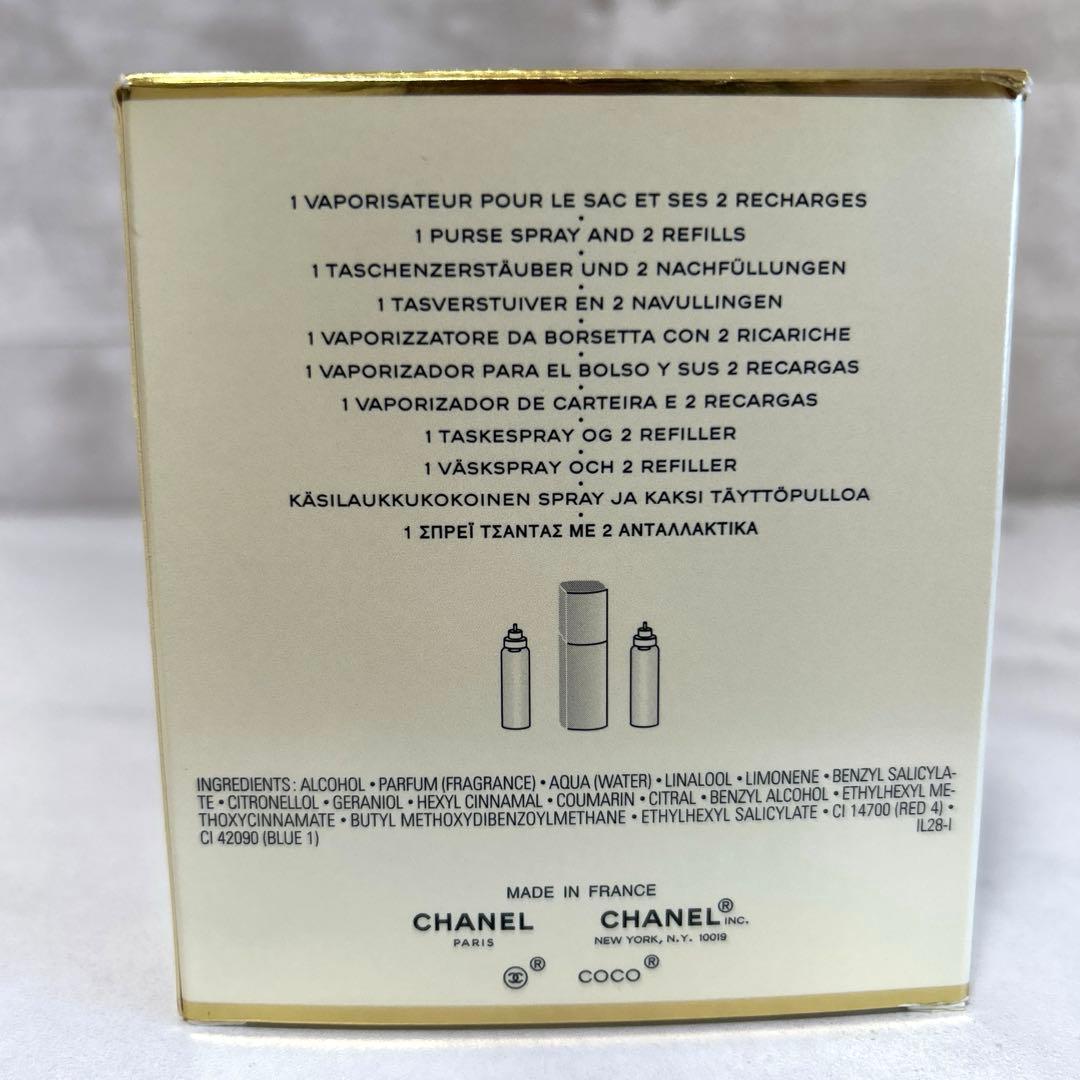 1 VAPORISATEUR POUR LE SAC ET SES 2 RECHARGES
•
1 PURSE SPRAY AND 2 REFILLS
•
1 TASCHENZERSTÄUBER UND 2 NACHFÜLLUNGEN
•
1 TASVERSTUIVER EN 2 NAVULLINGEN
•
1 VAPORIZZATORE DA BORSETTA CON 2 RICARICHE
•
1 VAPORIZADOR PARA EL BOLSO Y SUS 2 RECARGAS
•
1 VAPORIZADOR DE CARTEIRA E 2 RECARGAS
•
1 TASKESPRAY OG 2 REFILLER
•
1 VÄSKSPRAY OCH 2 REFILLER
•
KÄSILAUKKUKOKOINEN SPRAY JA KAKSI TÄYTTÖPULLOA
•
1 ΣΠΡΕΪ ΤΣΑΝΤΑΣ ΜΕ 2 ΑΝΤΑΛΛΑΚΤΙΚΑ
INGREDIENTS : ALCOHOL • PARFUM (FRAGRANCE) • AQUA (WATER) • LINALOOL • LIMONENE • BENZYL SALICYLA-
TE • CITRONELLOL • GERANIOL • HEXYL CINNAMAL • COUMARIN • CITRAL • BENZYL ALCOHOL • ETHYLHEXYL ME-
THOXYCINNAMATE • BUTYL METHOXYDIBENZOYLMETHANE • ETHYLHEXYL SALICYLATE • CI 14700 (RED 4) •
CI 42090 (BLUE 1) IL28-I
MADE IN FRANCE
CHANEL CHANEL® INC.
PARIS NEW YORK, N.Y. 10019
® COCO®